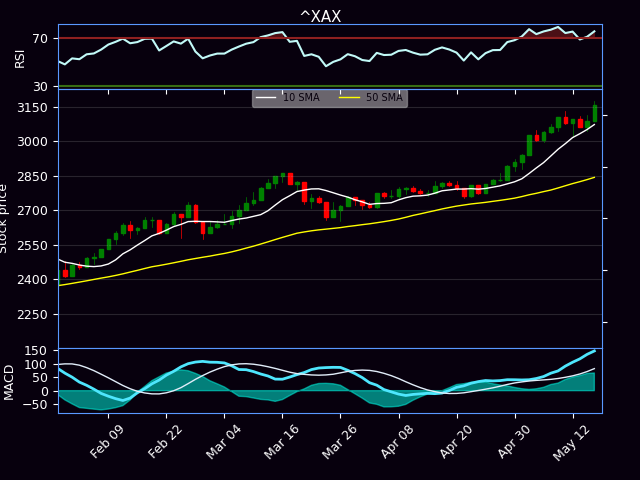 ^XAX
RSI
70
30
10 SMA
50 SMA
Stock price
3150
3000
2850
2700
2550
2400
2250
MACD
150
100
50
0
−50
Feb 09
Feb 22
Mar 04
Mar 16
Mar 26
Apr 08
Apr 20
Apr 30
May 12